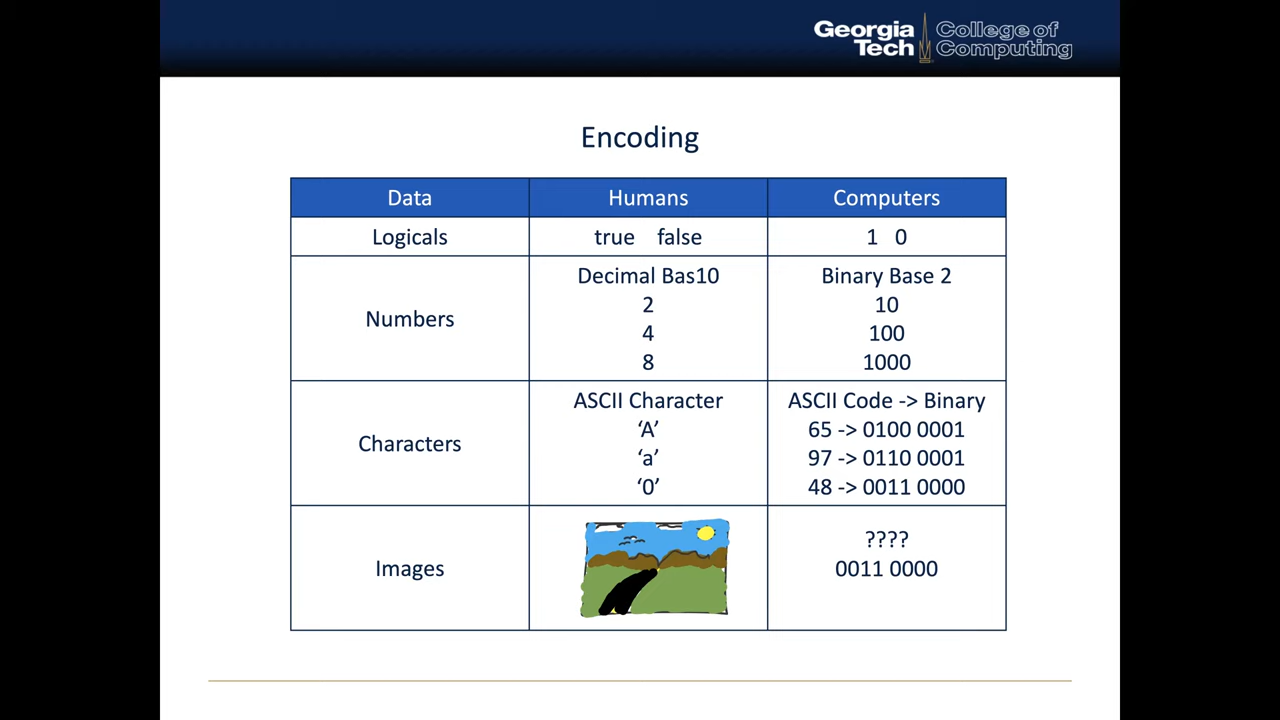 Georgia College of
Tech Computing
Encoding
Data Humans Computers
Logicals true false 1 0
Numbers
Decimal Bas10 Binary Base 2
2 10
4 100
8 1000
Characters
ASCII Character ASCII Code -> Binary
‘A’ 65 -> 0100 0001
‘a’ 97 -> 0110 0001
‘0’ 48 -> 0011 0000
Images
????
0011 0000